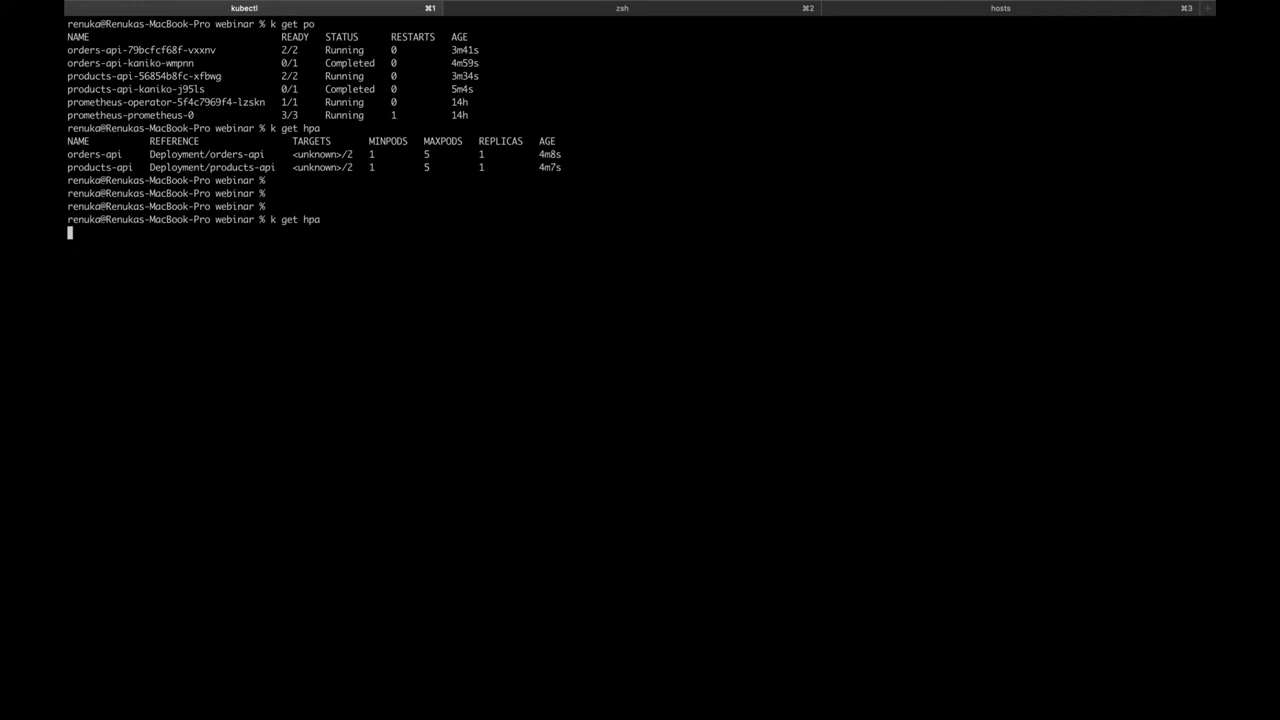 kubectl ⌘1 zsh ⌘2 hosts ⌘3 +
renuka@Renukas-MacBook-Pro webinar % k get po
NAME READY STATUS RESTARTS AGE
orders-api-79bcfcf68f-vxxnv 2/2 Running 0 3m41s
orders-api-kaniko-wmpnn 0/1 Completed 0 4m59s
products-api-56854b8fc-xfbwg 2/2 Running 0 3m34s
products-api-kaniko-j95ls 0/1 Completed 0 5m4s
prometheus-operator-5f4c7969f4-lzskn 1/1 Running 0 14h
prometheus-prometheus-0 3/3 Running 1 14h
renuka@Renukas-MacBook-Pro webinar % k get hpa
NAME REFERENCE TARGETS MINPODS MAXPODS REPLICAS AGE
orders-api Deployment/orders-api <unknown>/2 1 5 1 4m8s
products-api Deployment/products-api <unknown>/2 1 5 1 4m7s
renuka@Renukas-MacBook-Pro webinar %
renuka@Renukas-MacBook-Pro webinar %
renuka@Renukas-MacBook-Pro webinar %
renuka@Renukas-MacBook-Pro webinar % k get hpa